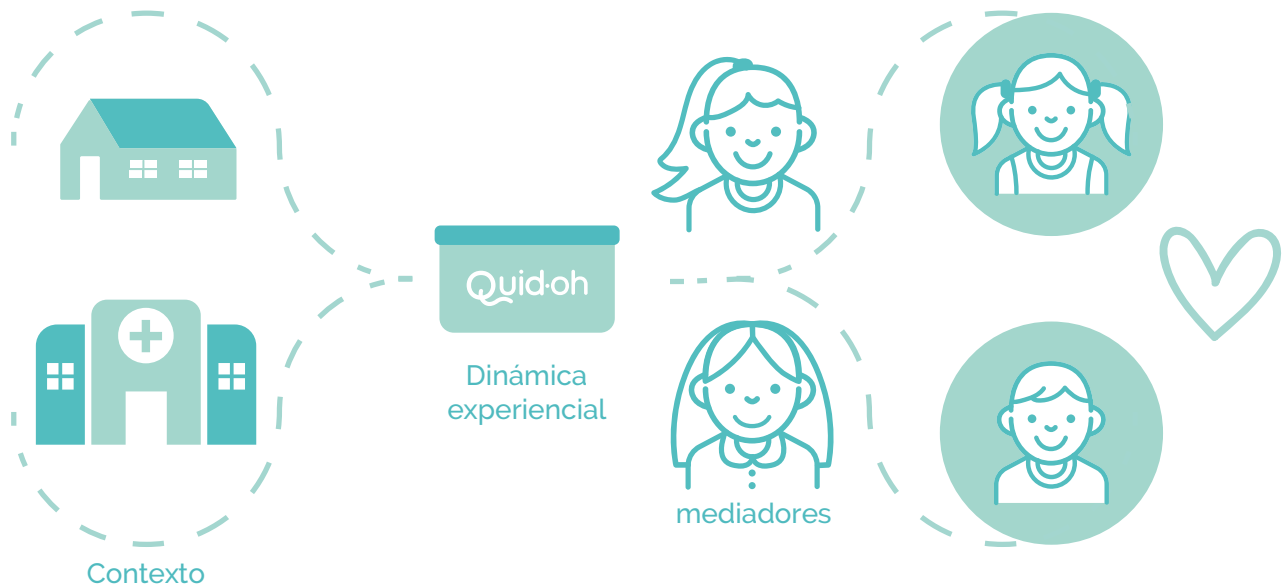 Quid·oh
Dinámica
experiencial
mediadores
Contexto